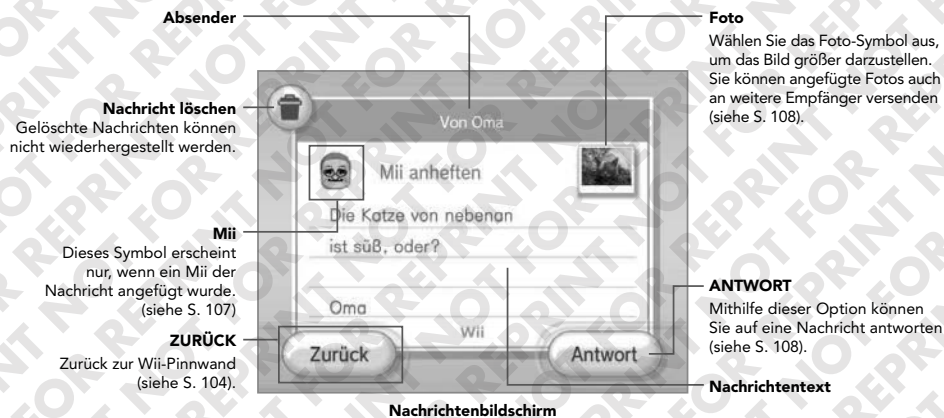 Absender
Nachricht löschen
Gelöschte Nachrichten können
nicht wiederhergestellt werden.
Mii
Dieses Symbol erscheint
nur, wenn ein Mii der
Nachricht angefügt wurde.
(siehe S. 107)
ZURÜCK
Zurück zur Wii-Pinnwand
(siehe S. 104).
Von Oma
Mii anheften
Die Katze von nebenan
ist süß, oder?
Oma
Wii
Zurück
Antwort
Foto
Wählen Sie das Foto-Symbol aus,
um das Bild größer darzustellen.
Sie können angefügte Fotos auch
an weitere Empfänger versenden
(siehe S. 108).
ANTWORT
Mithilfe dieser Option können
Sie auf eine Nachricht antworten
(siehe S. 108).
Nachrichtentext
Nachrichtenbildschirm
NOT FOR REPRINT